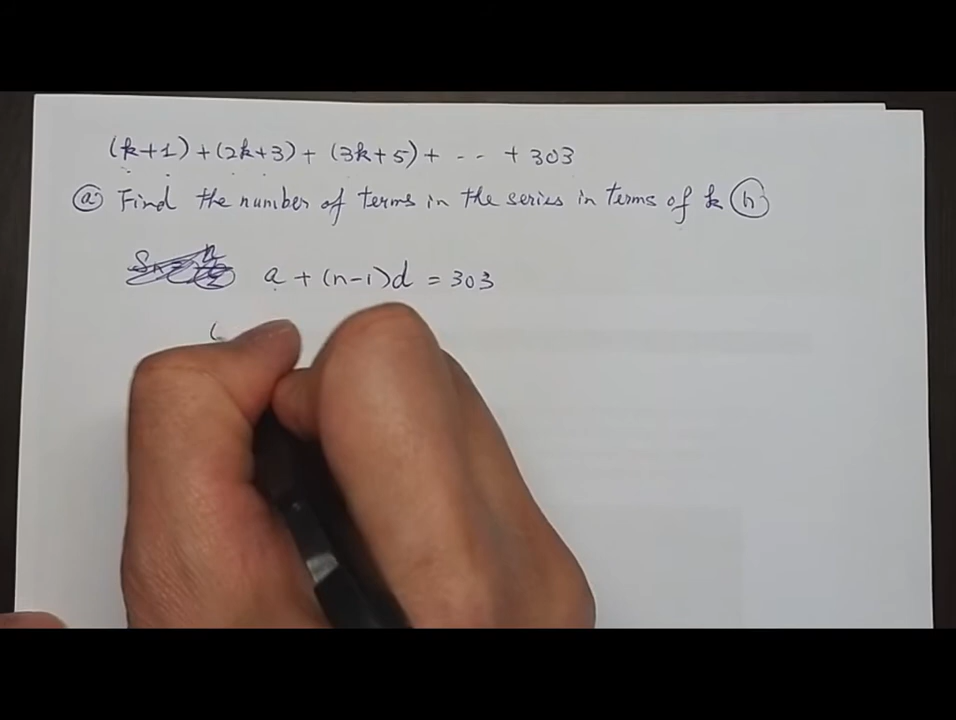 (k+1) + (2k+3) + (3k+5) + -- + 303
ⓐ Find the number of terms in the series in terms of k ⓝ
a + (n-1)d = 303
(